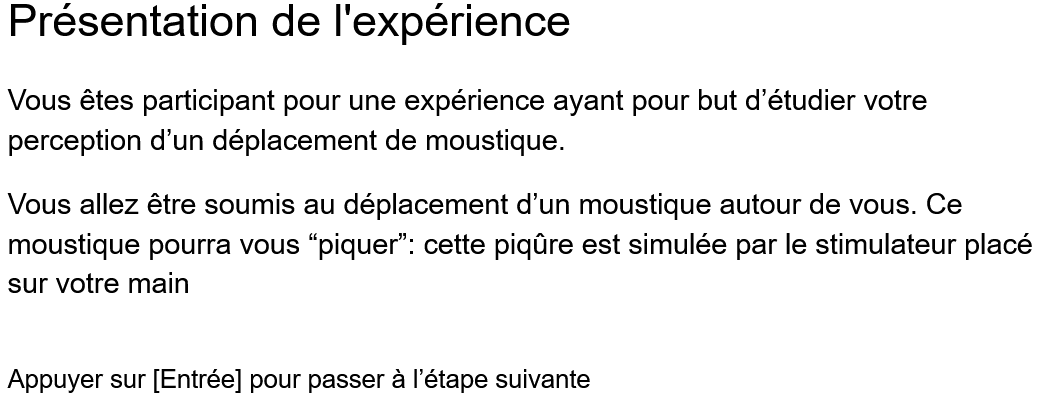 Présentation de l'expérience
Vous êtes participant pour une expérience ayant pour but d’étudier votre
perception d’un déplacement de moustique.
Vous allez être soumis au déplacement d’un moustique autour de vous. Ce
moustique pourra vous “piquer”: cette piqûre est simulée par le stimulateur placé
sur votre main
Appuyer sur [Entrée] pour passer à l’étape suivante